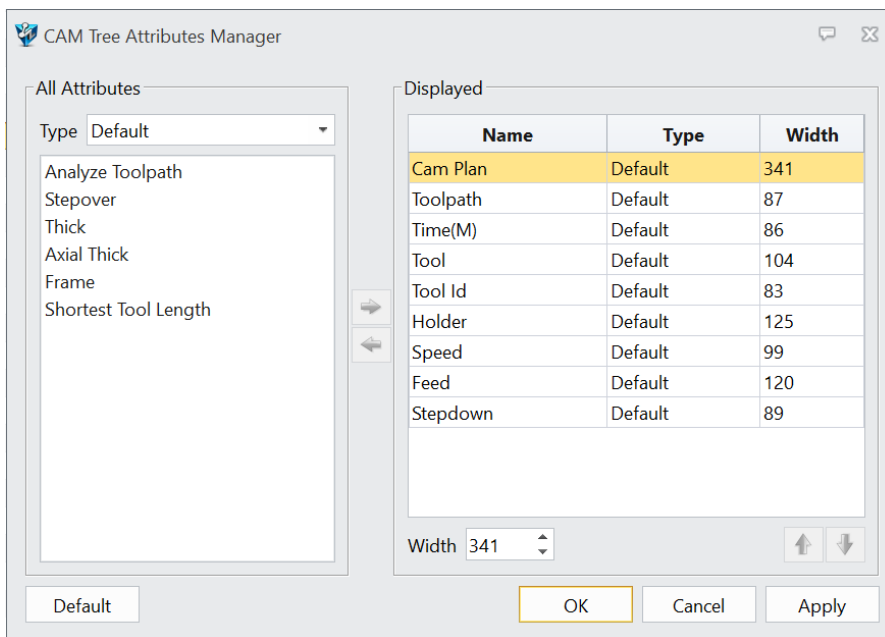 CAM Tree Attributes Manager
All Attributes
Type Default
Analyze Toolpath
Stepover
Thick
Axial Thick
Frame
Shortest Tool Length
Displayed
Name Type Width
Cam Plan Default 341
Toolpath Default 87
Time(M) Default 86
Tool Default 104
Tool Id Default 83
Holder Default 125
Speed Default 99
Feed Default 120
Stepdown Default 89
Width 341
Default OK Cancel Apply